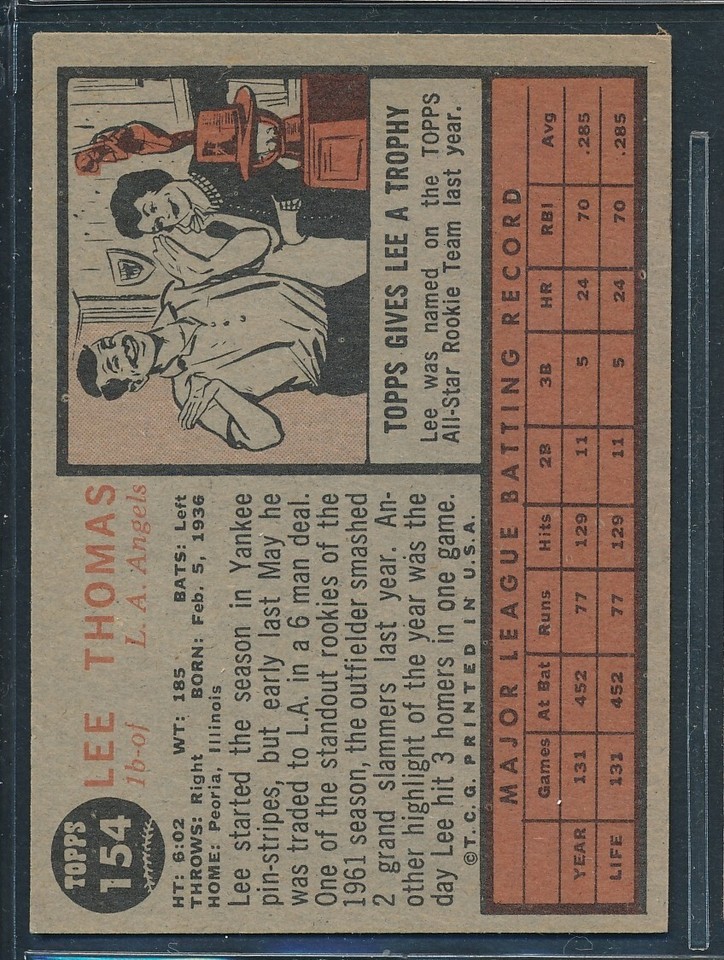 TOPPS
154
LEE THOMAS
1b-of L. A. Angels
HT: 6:02 WT: 185 BATS: Left
THROWS: Right BORN: Feb. 5, 1936
HOME: Peoria, Illinois
Lee started the season in Yankee
pin-stripes, but early last May he
was traded to L.A. in a 6 man deal.
One of the standout rookies of the
1961 season, the outfielder smashed
2 grand slammers last year. An-
other highlight of the year was the
day Lee hit 3 homers in one game.
©T. C. G. PRINTED IN U.S.A.
TOPPS GIVES LEE A TROPHY
Lee was named on the TOPPS
All-Star Rookie Team last year.
MAJOR LEAGUE BATTING RECORD
Games At Bat Runs Hits 2B 3B HR RBI Avg
YEAR 131 452 77 129 11 5 24 70 .285
LIFE 131 452 77 129 11 5 24 70 .285